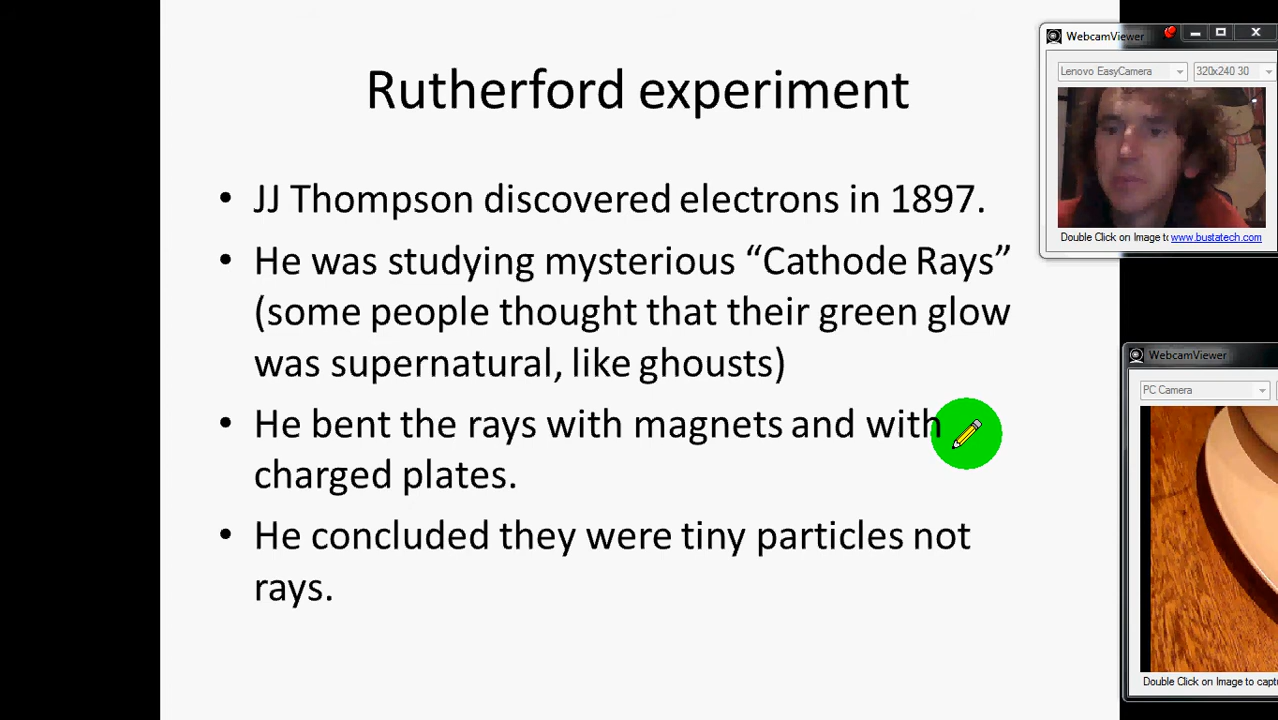 Rutherford experiment
• JJ Thompson discovered electrons in 1897.
• He was studying mysterious “Cathode Rays”
(some people thought that their green glow
was supernatural, like ghousts)
• He bent the rays with magnets and with
charged plates.
• He concluded they were tiny particles not
rays.
WebcamViewer
Lenovo EasyCamera 320x240 30
Double Click on Image to www.bustatech.com
WebcamViewer
PC Camera
Double Click on Image to